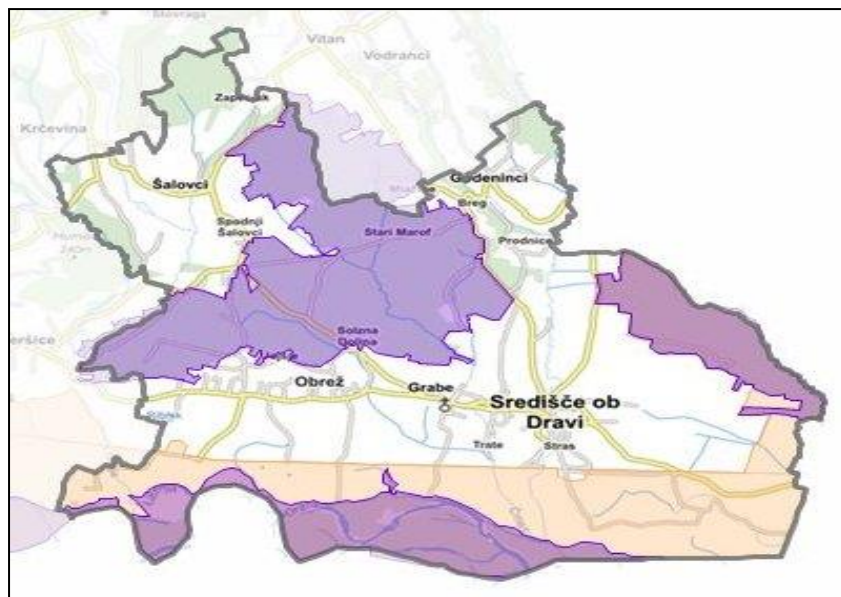 Vitan
Vodranci
Krčevina
Šalovci
Godeninci
Breg
Spodnji
Šalovci
Stari Marof
Prodnice
Solzna
Dolina
Obrež
Grabe
Središče ob
Dravi
Trate
Stras